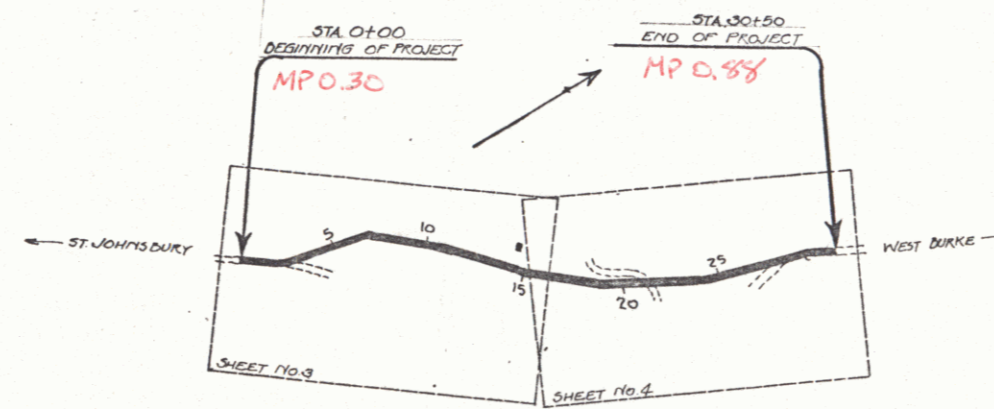 STA. 0+00
BEGINNING OF PROJECT
MP 0.30
STA. 30+50
END OF PROJECT
MP 0.88
ST. JOHNSBURY
5
10
15
20
25
WEST BURKE
SHEET NO. 3
SHEET NO. 4